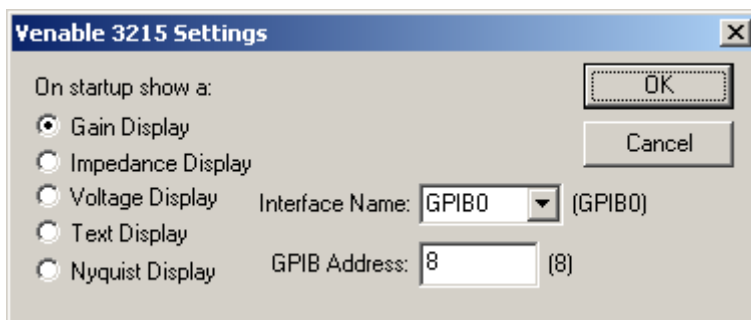 Venable 3215 Settings
On startup show a:
Gain Display
Impedance Display
Voltage Display
Text Display
Nyquist Display
Interface Name: GPIB0 (GPIB0)
GPIB Address: 8 (8)
OK
Cancel